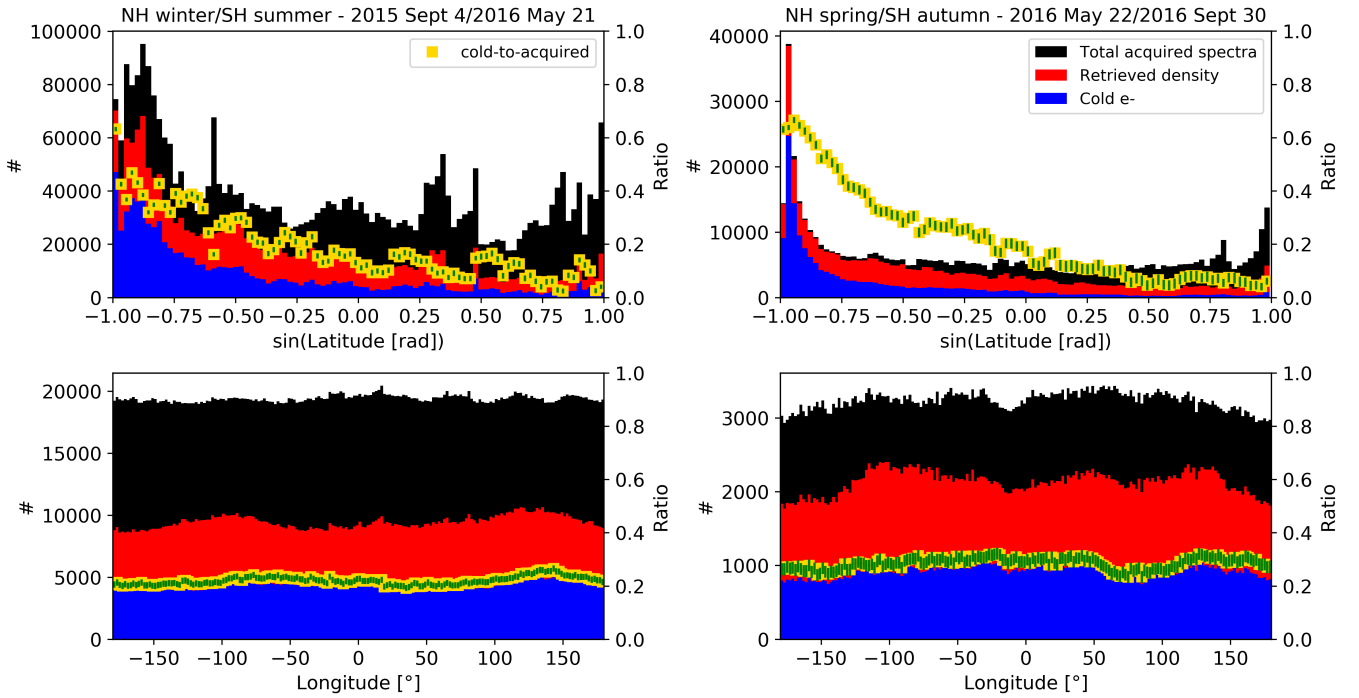 NH winter/SH summer - 2015 Sept 4/2016 May 21
NH spring/SH autumn - 2016 May 22/2016 Sept 30
100000
80000
60000
40000
20000
0
#
1.0
0.8
0.6
0.4
0.2
0.0
Ratio
cold-to-acquired
−1.00 −0.75 −0.50 −0.25 0.00 0.25 0.50 0.75 1.00
sin(Latitude [rad])
40000
30000
20000
10000
0
#
1.0
0.8
0.6
0.4
0.2
0.0
Ratio
Total acquired spectra
Retrieved density
Cold e-
−1.00 −0.75 −0.50 −0.25 0.00 0.25 0.50 0.75 1.00
sin(Latitude [rad])
20000
15000
10000
5000
0
#
1.0
0.8
0.6
0.4
0.2
0.0
Ratio
−150 −100 −50 0 50 100 150
Longitude [°]
3000
2000
1000
0
#
1.0
0.8
0.6
0.4
0.2
0.0
Ratio
−150 −100 −50 0 50 100 150
Longitude [°]